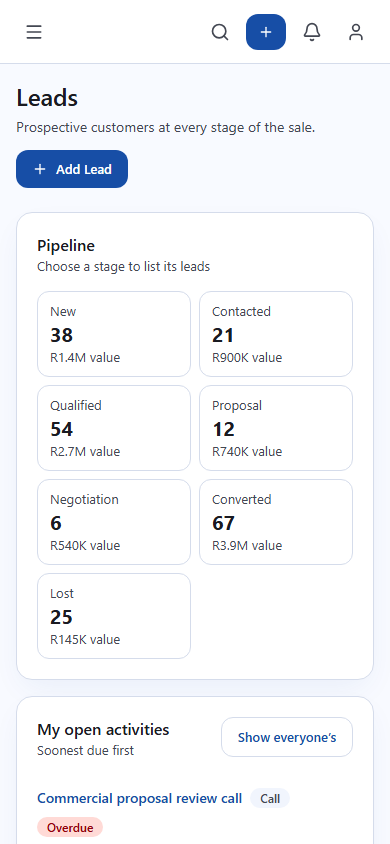 Leads
Prospective customers at every stage of the sale.
Add Lead
Pipeline
Choose a stage to list its leads
New
38
R1.4M value
Contacted
21
R900K value
Qualified
54
R2.7M value
Proposal
12
R740K value
Negotiation
6
R540K value
Converted
67
R3.9M value
Lost
25
R145K value
My open activities
Soonest due first
Show everyone's
Commercial proposal review call
Call
Overdue